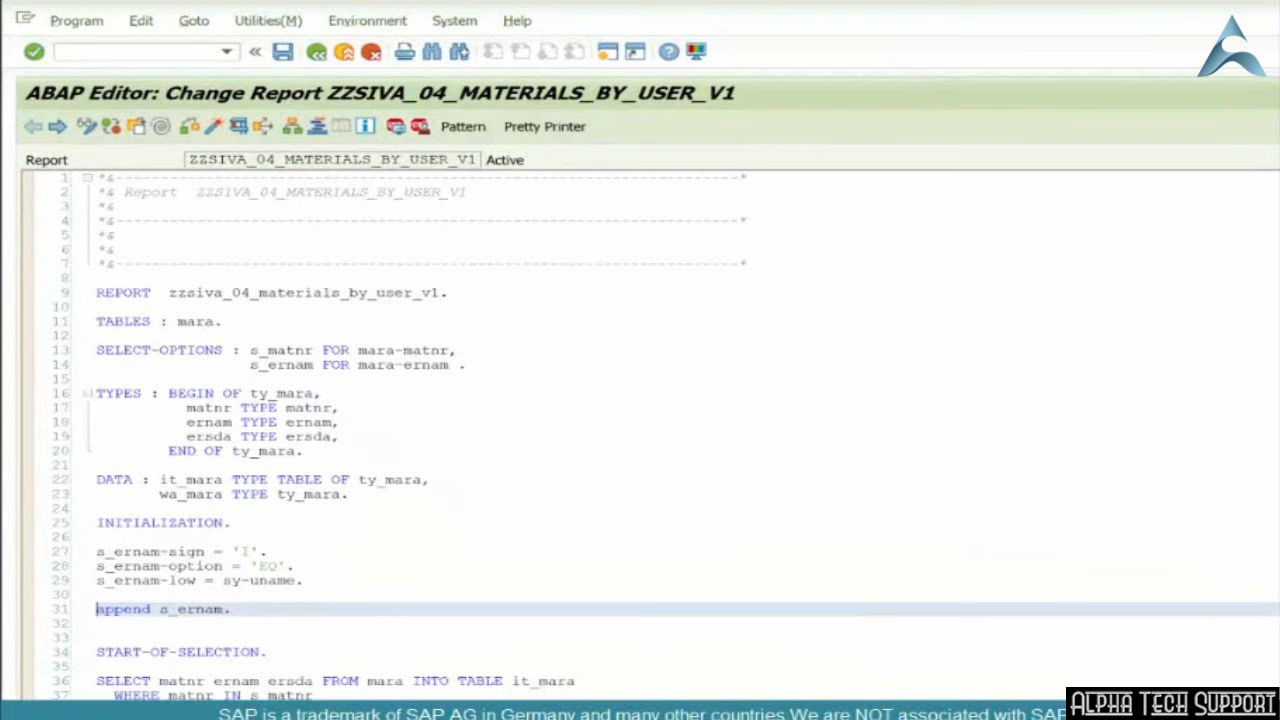 Program Edit Goto Utilities(M) Environment System Help
ABAP Editor: Change Report ZZSIVA_04_MATERIALS_BY_USER_V1
Pattern Pretty Printer
Report ZZSIVA_04_MATERIALS_BY_USER_V1 Active
1 *&---------------------------------------------------------------------*
2 *& Report ZZSIVA_04_MATERIALS_BY_USER_V1
3 *&
4 *&---------------------------------------------------------------------*
5 *&
6 *&
7 *&---------------------------------------------------------------------*
8
9 REPORT zzsiva_04_materials_by_user_v1.
10
11 TABLES : mara.
12
13 SELECT-OPTIONS : s_matnr FOR mara-matnr,
14 s_ernam FOR mara-ernam .
15
16 TYPES : BEGIN OF ty_mara,
17 matnr TYPE matnr,
18 ernam TYPE ernam,
19 ersda TYPE ersda,
20 END OF ty_mara.
21
22 DATA : it_mara TYPE TABLE OF ty_mara,
23 wa_mara TYPE ty_mara.
24
25 INITIALIZATION.
26
27 s_ernam-sign = 'I'.
28 s_ernam-option = 'EQ'.
29 s_ernam-low = sy-uname.
30
31 append s_ernam.
32
33
34 START-OF-SELECTION.
35
36 SELECT matnr ernam ersda FROM mara INTO TABLE it_mara
37 WHERE matnr IN s_matnr
SAP is a trademark of SAP AG in Germany and many other countries We are NOT associated with SAP
ALPHA TECH SUPPORT